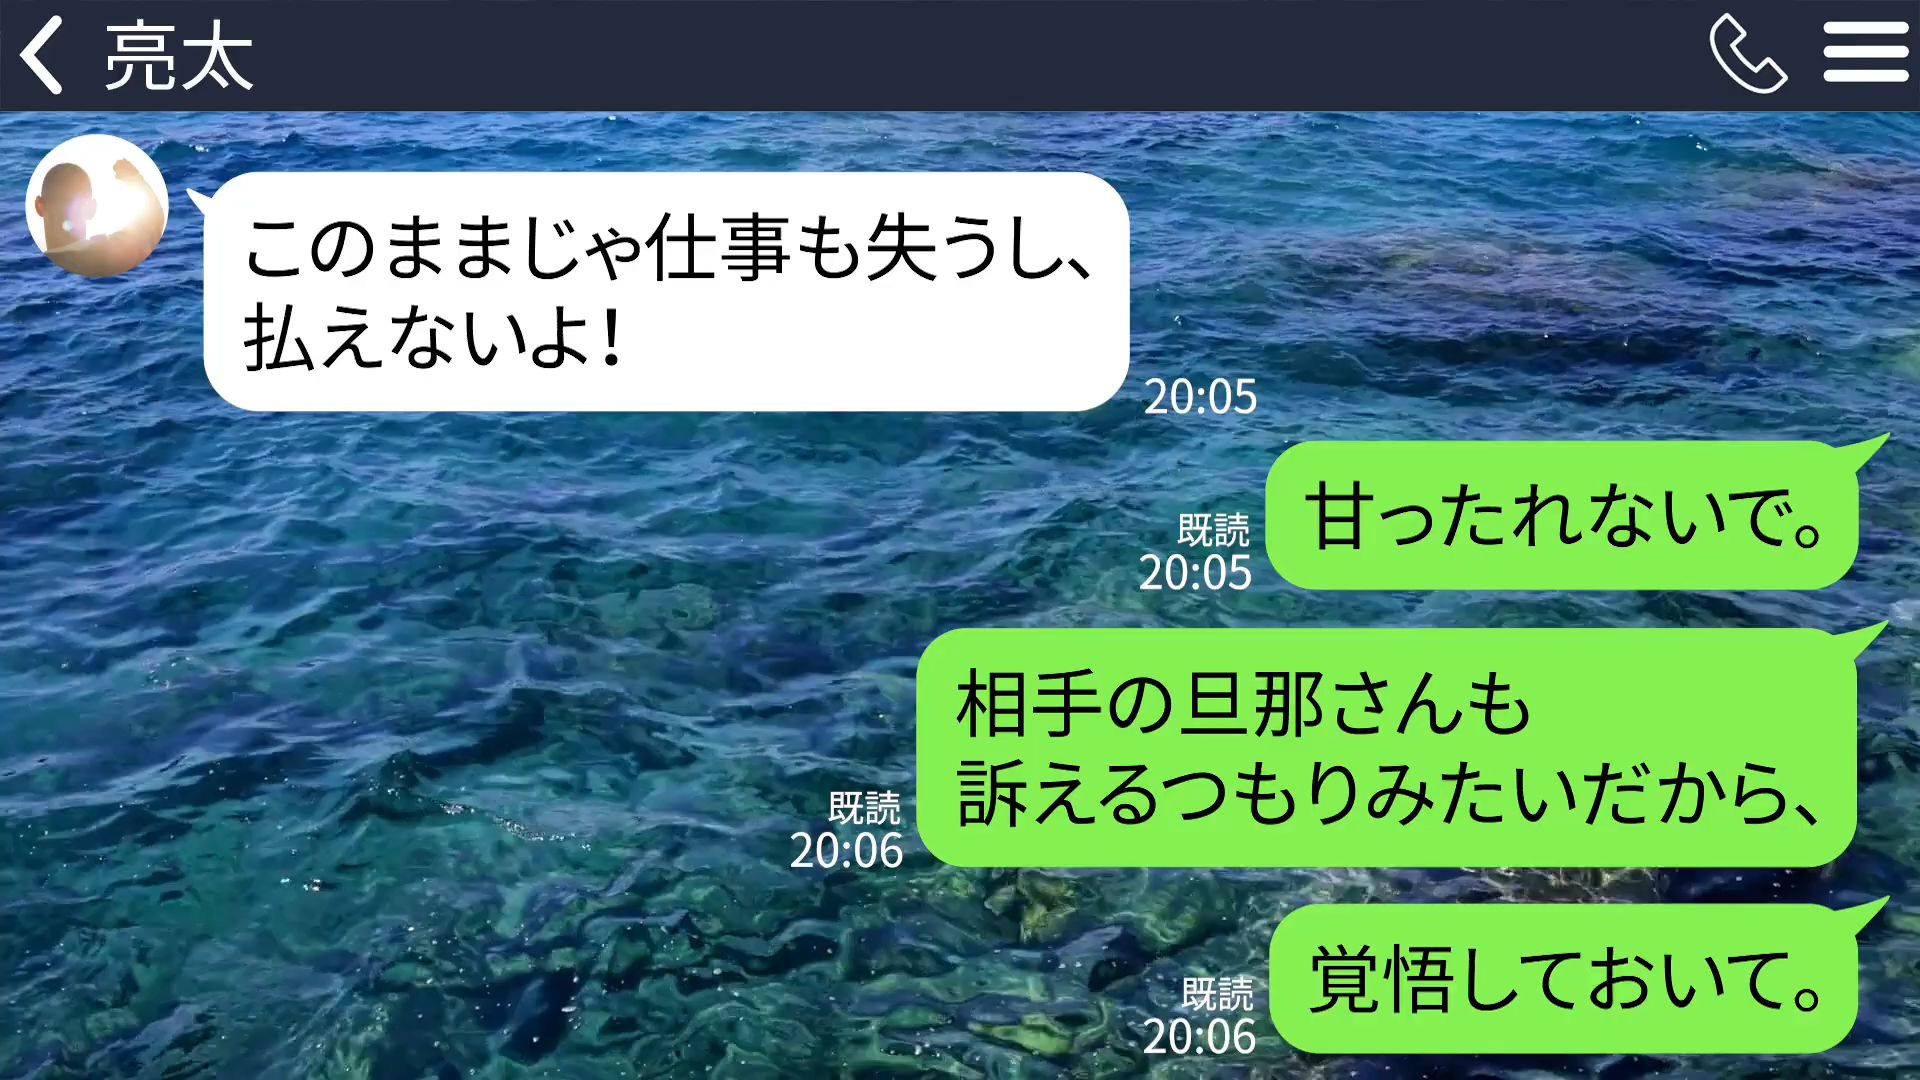 亮太
このままじゃ仕事も失うし、
払えないよ！
20:05
甘ったれないで。
既読
20:05
相手の旦那さんも
訴えるつもりみたいだから、
既読
20:06
覚悟しておいて。
既読
20:06